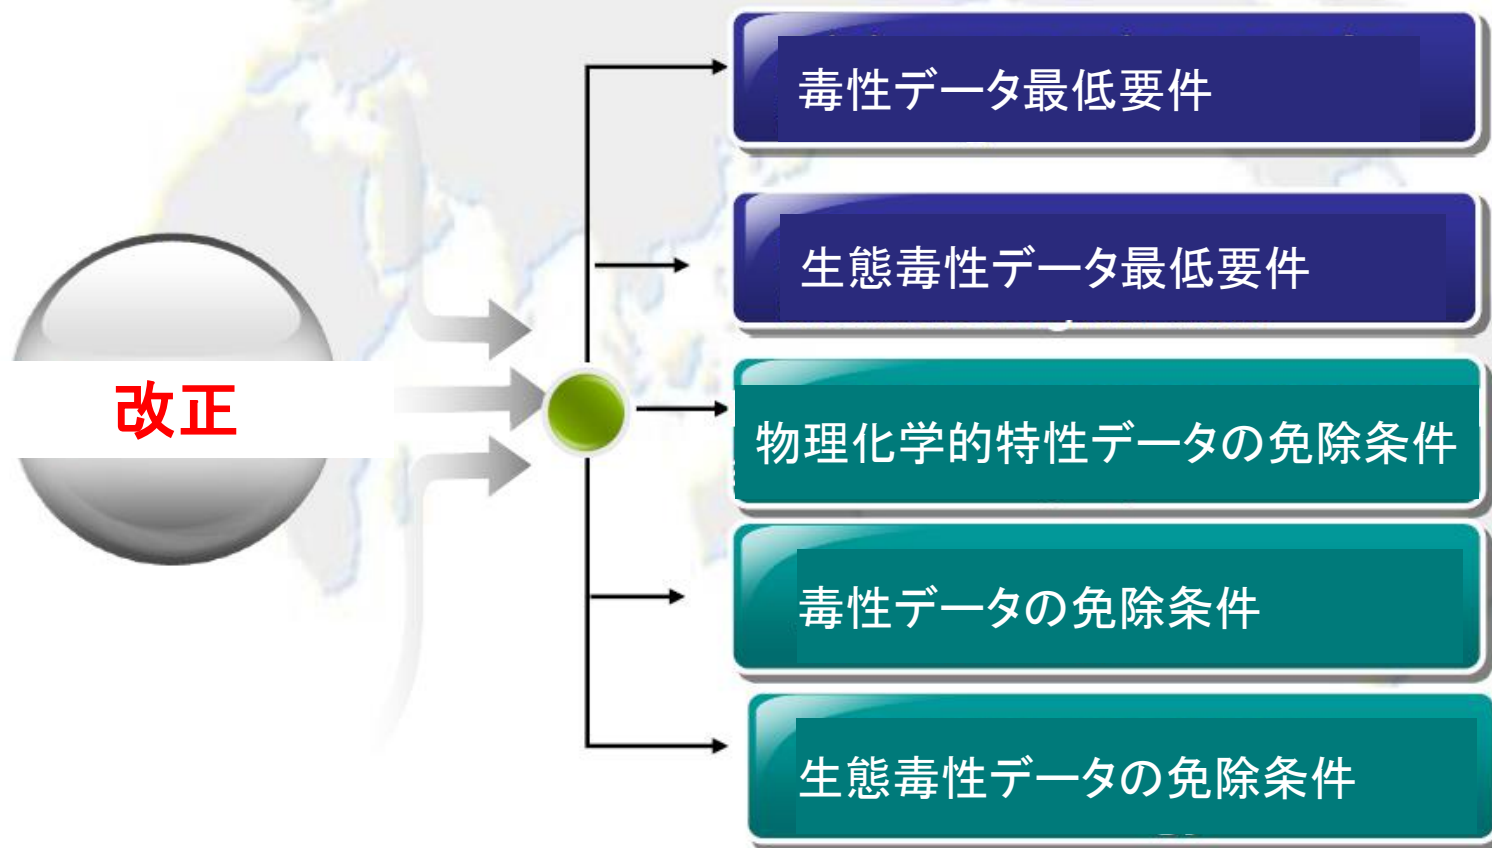 毒性データ最低要件
生態毒性データ最低要件
改正
物理化学的特性データの免除条件
毒性データの免除条件
生態毒性データの免除条件